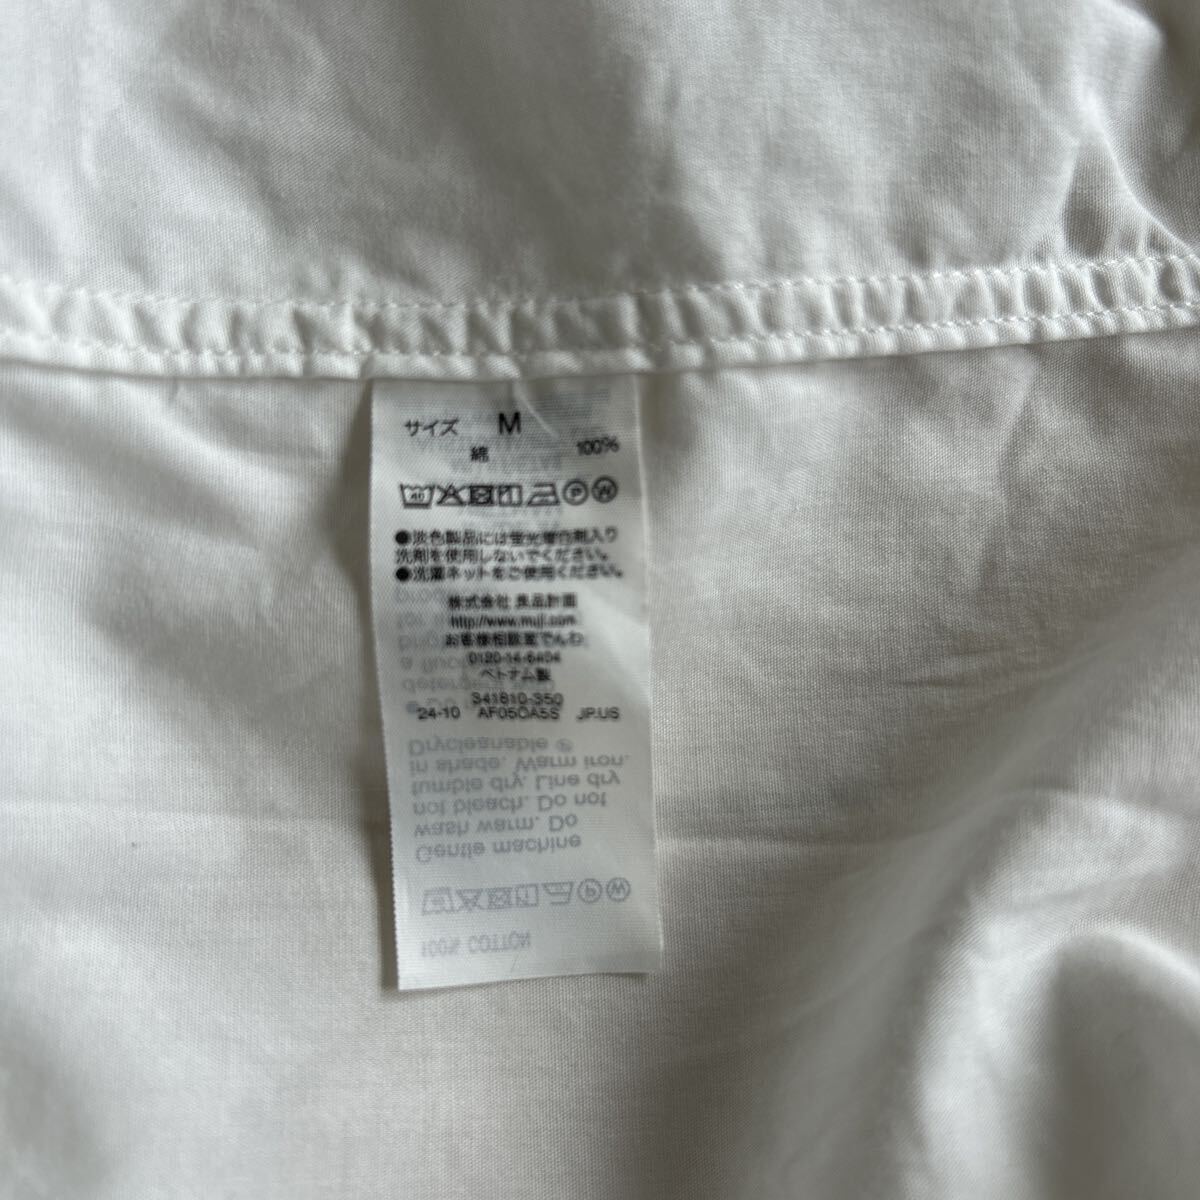 サイズ M
綿 100%
40 P W
●淡色製品には蛍光増白剤入り
洗剤を使用しないでください。
●洗濯ネットをご使用ください。
株式会社 良品計画
http://www.muji.com
お客様相談室でんわ
0120-14-6404
ベトナム製
341810-350
24-10 AF05OA5S JP.US
Drycleanable Ⓟ
in shade. Warm iron.
tumble dry. Line dry
not bleach. Do not
wash warm. Do
Gentle machine
P W
100% COTTON